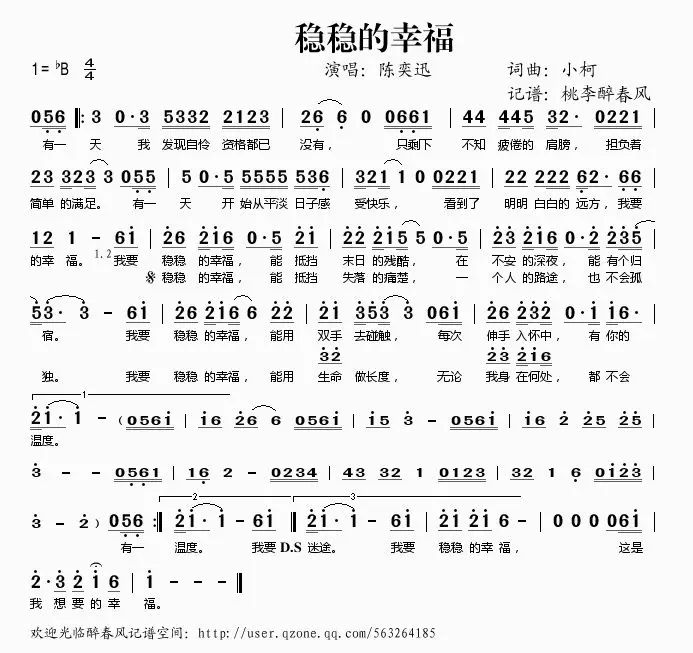 稳稳的幸福
1= ♭B 4/4 演唱：陈奕迅 词曲：小柯
记谱：桃李醉春风
056 ‖: 3 0·3 5332 2123 | 26 6 0 0661 | 44 445 32· 0221 |
有一 天 我 发现自怜 资格都已 没有， 只剩下 不知 疲倦的 肩膀， 担负着
23 323 3 055 | 5 0·5 5555 536 | 321 1 0 0221 | 22 222 62· 66 |
简单 的满足。 有一 天 开 始从平淡 日子感 受快乐， 看到了 明明 白白的 远方，我要
12 1 - 61 | 26 216 0·5 21 | 35 215 5 0·5 | 23 216 0·2 235 |
的幸 福。1.2我要 稳稳 的幸福， 能 抵挡 末日 的残酷， 在 不安 的深夜， 能 有个归
𝄋 稳稳 的幸福， 能 抵挡 失落 的痛楚， 一 个人 的路途， 也 不会孤
53· 3 - 61 | 26 216 6 22 | 21 353 3 061 | 26 232 0·2 21 |
宿。 我要 稳稳 的幸福， 能用 双手 去碰触， 每次 伸手 入怀中， 有 你的
32 23 216
独。 我要 稳稳 的幸福， 能用 生命 做长度， 无论 我身 在何处， 都 不会
1
21· 1 - (0561 | i6 26 6 0561 | i5 3 - 0561 | i6 2 25 25 |
温度。
3 - - 0561 | 16 2 - 0234 | 43 32 1 0123 | 32 1 6 0123 |
2 3
3 - 2 ) 056 :‖ 21· 1 - 61 ‖ 21· 1 - 61 | 21 216 - | 0 0 0 061 |
有一 温度。 我要 D.S 迷途。 我要 稳稳 的幸福， 这是
2·3 2 1 6 | 1 - - - ‖
我 想 要的 幸 福。
欢迎光临醉春风记谱空间：http://user.qzone.qq.com/563264185